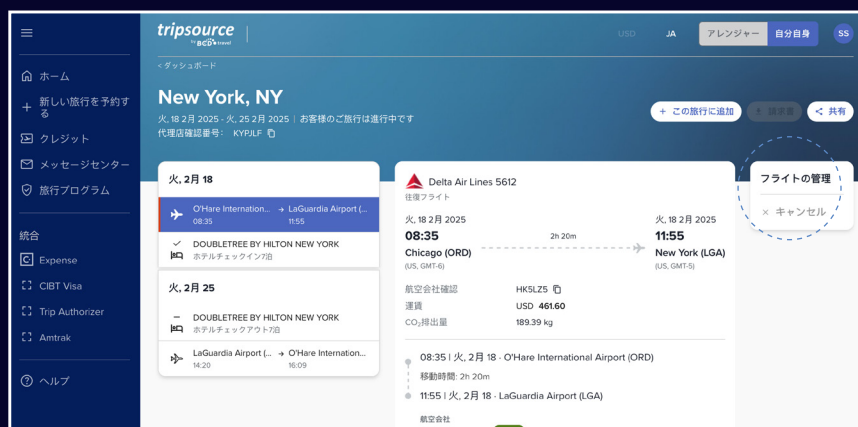 tripsource
by BCD travel
USD
JA
アレンジャー
自分自身
SS
<ダッシュボード
New York, NY
火, 18 2月 2025 - 火, 25 2月 2025 | お客様のご旅行は進行中です
代理店確認番号: KYPJLF
+ この旅行に追加
請求書
共有
ホーム
新しい旅行を予約す
る
クレジット
メッセージセンター
旅行プログラム
統合
Expense
CIBT Visa
Trip Authorizer
Amtrak
ヘルプ
火, 2月 18
O'Hare Internation... → LaGuardia Airport (...
08:35 11:55
DOUBLETREE BY HILTON NEW YORK
ホテルチェックイン7泊
火, 2月 25
DOUBLETREE BY HILTON NEW YORK
ホテルチェックアウト7泊
LaGuardia Airport (... → O'Hare Internation...
14:20 16:09
Delta Air Lines 5612
往復フライト
火, 18 2月 2025 火, 18 2月 2025
08:35 2h 20m 11:55
Chicago (ORD) New York (LGA)
(US, GMT-6) (US, GMT-5)
航空会社確認 HK5LZ5
運賃 USD 461.60
CO₂排出量 189.39 kg
08:35 | 火, 2月 18 · O'Hare International Airport (ORD)
移動時間: 2h 20m
11:55 | 火, 2月 18 · LaGuardia Airport (LGA)
航空会社
フライトの管理
× キャンセル